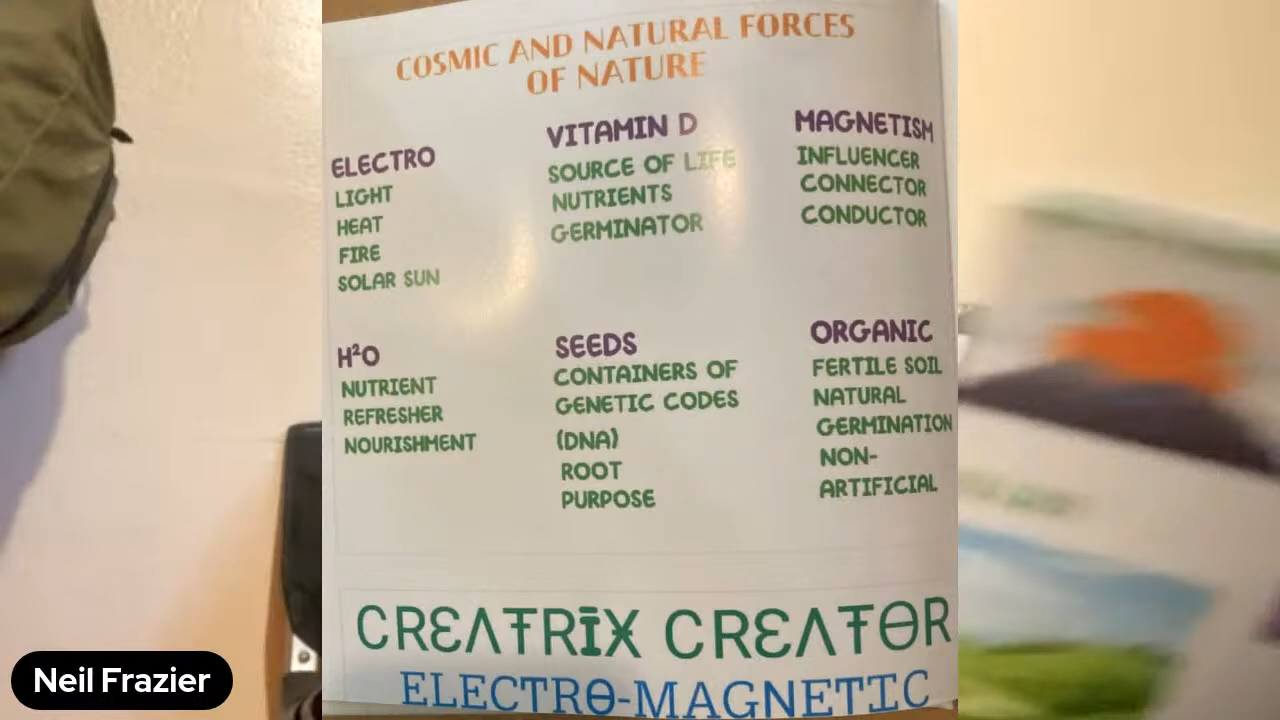 COSMIC AND NATURAL FORCES
OF NATURE
ELECTRO
LIGHT
HEAT
FIRE
SOLAR SUN
VITAMIN D
SOURCE OF LIFE
NUTRIENTS
GERMINATOR
MAGNETISM
INFLUENCER
CONNECTOR
CONDUCTOR
H²O
NUTRIENT
REFRESHER
NOURISHMENT
SEEDS
CONTAINERS OF
GENETIC CODES
(DNA)
ROOT
PURPOSE
ORGANIC
FERTILE SOIL
NATURAL
GERMINATION
NON-
ARTIFICIAL
CREATRIX CREATOR
ELECTRO-MAGNETIC
Neil Frazier